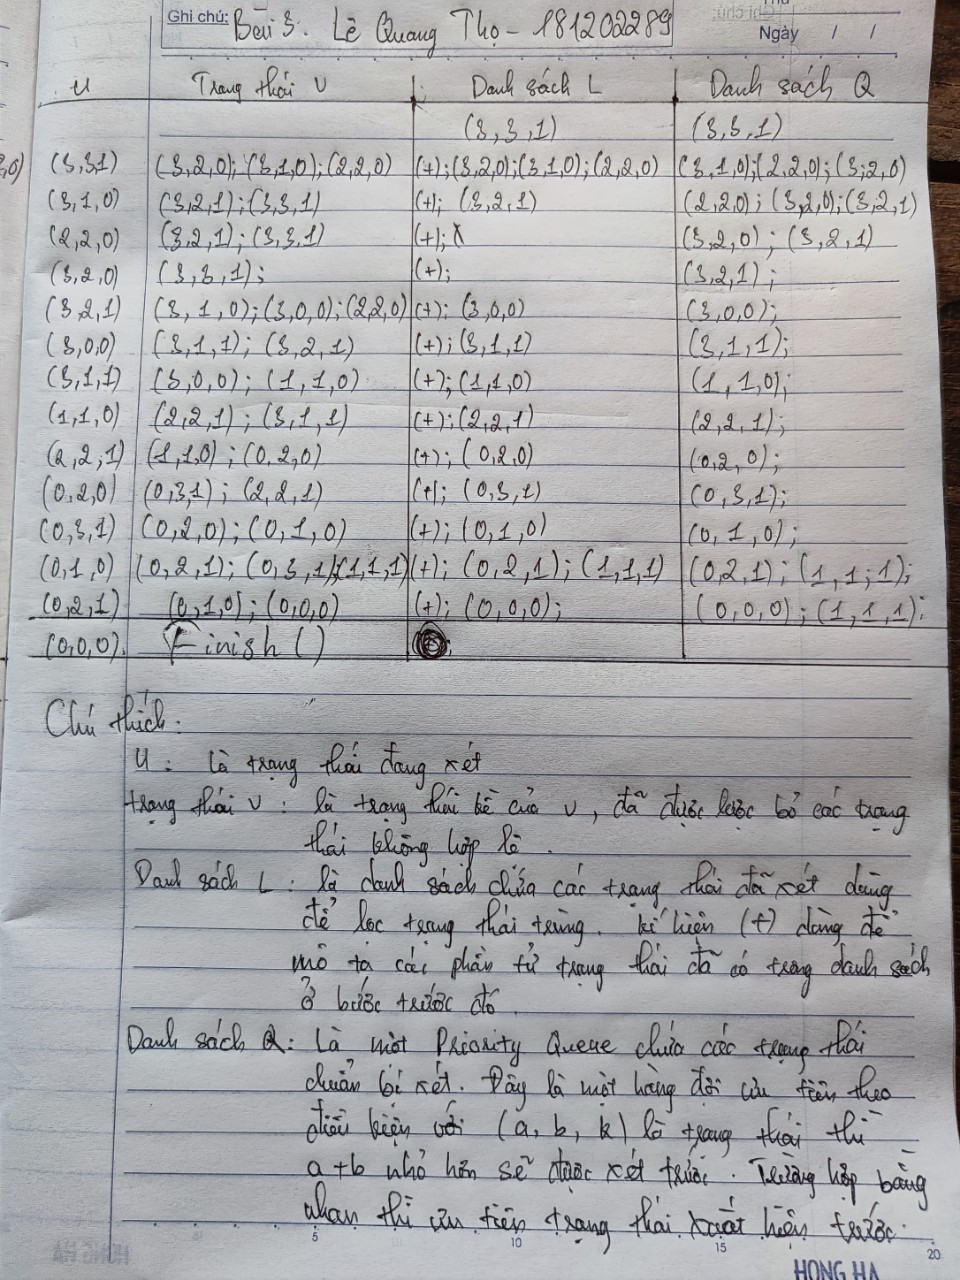 Ghi chú: Bài 3. Lê Quang Thọ - 181202289
Ngày / /
U Trạng thái V Danh sách L Danh sách Q
(3,3,1) (3,3,1)
(3,3,1) (3,2,0); (3,1,0); (2,2,0) (+); (3,2,0); (3,1,0); (2,2,0) (3,1,0); (2,2,0); (3,2,0)
(3,1,0) (3,2,1); (3,3,1) (+); (3,2,1) (2,2,0); (3,2,0); (3,2,1)
(2,2,0) (3,2,1); (3,3,1) (+); (3,2,0); (3,2,1)
(3,2,0) (3,3,1); (+); (3,2,1);
(3,2,1) (3,1,0); (3,0,0); (2,2,0) (+); (3,0,0) (3,0,0);
(3,0,0) (3,1,1); (3,2,1) (+); (3,1,1) (3,1,1);
(3,1,1) (3,0,0); (1,1,0) (+); (1,1,0) (1,1,0);
(1,1,0) (2,2,1); (3,1,1) (+); (2,2,1) (2,2,1);
(2,2,1) (1,1,0); (0,2,0) (+); (0,2,0) (0,2,0);
(0,2,0) (0,3,1); (2,2,1) (+); (0,3,1) (0,3,1);
(0,3,1) (0,2,0); (0,1,0) (+); (0,1,0) (0,1,0);
(0,1,0) (0,2,1); (0,3,1); (1,1,1) (+); (0,2,1); (1,1,1) (0,2,1); (1,1,1);
(0,2,1) (0,1,0); (0,0,0) (+); (0,0,0); (0,0,0); (1,1,1);
(0,0,0). Finish()
Chú thích:
U: là trạng thái đang xét
trạng thái V: là trạng thái kề của U, đã được lược bỏ các trạng
thái không hợp lệ.
Danh sách L: là danh sách chứa các trạng thái đã xét dùng
để lọc trạng thái trùng. kí hiệu (+) dùng để
mô tả các phần tử trạng thái đã có trong danh sách
ở bước trước đó.
Danh sách Q: Là một Priority Queue chứa các trạng thái
chuẩn bị xét. Đây là một hàng đợi ưu tiên theo
điều kiện với (a, b, k) là trạng thái thì
a+b nhỏ hơn sẽ được xét trước. Trường hợp bằng
nhau thì ưu tiên trạng thái xuất hiện trước.
5 10 15 20
HONG HA